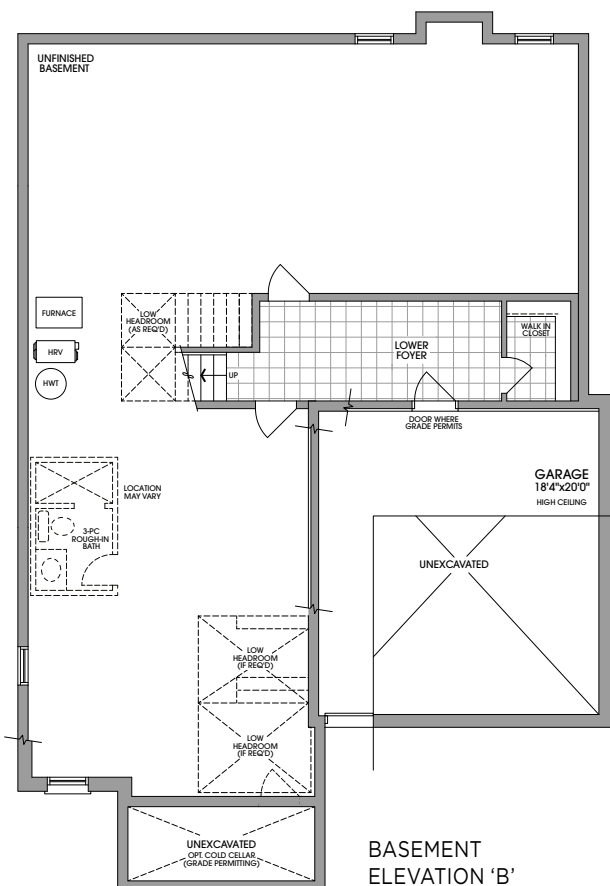 UNFINISHED
BASEMENT
FURNACE
HRV
HWT
LOW
HEADROOM
(AS REQ'D)
UP
LOWER
FOYER
WALK IN
CLOSET
DOOR WHERE
GRADE PERMITS
LOCATION
MAY VARY
3-PC
ROUGH-IN
BATH
GARAGE
18'4"x20'0"
HIGH CEILING
UNEXCAVATED
LOW
HEADROOM
(IF REQ'D)
LOW
HEADROOM
(IF REQ'D)
UNEXCAVATED
OPT. COLD CELLAR
(GRADE PERMITTING)
BASEMENT
ELEVATION ‘B’